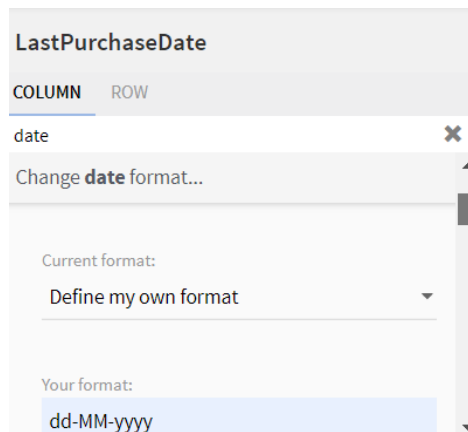 LastPurchaseDate
COLUMN ROW
date
Change date format...
Current format:
Define my own format
Your format:
dd-MM-yyyy